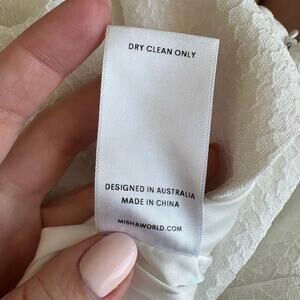 DRY CLEAN ONLY
DESIGNED IN AUSTRALIA
MADE IN CHINA
MISHAWORLD.COM